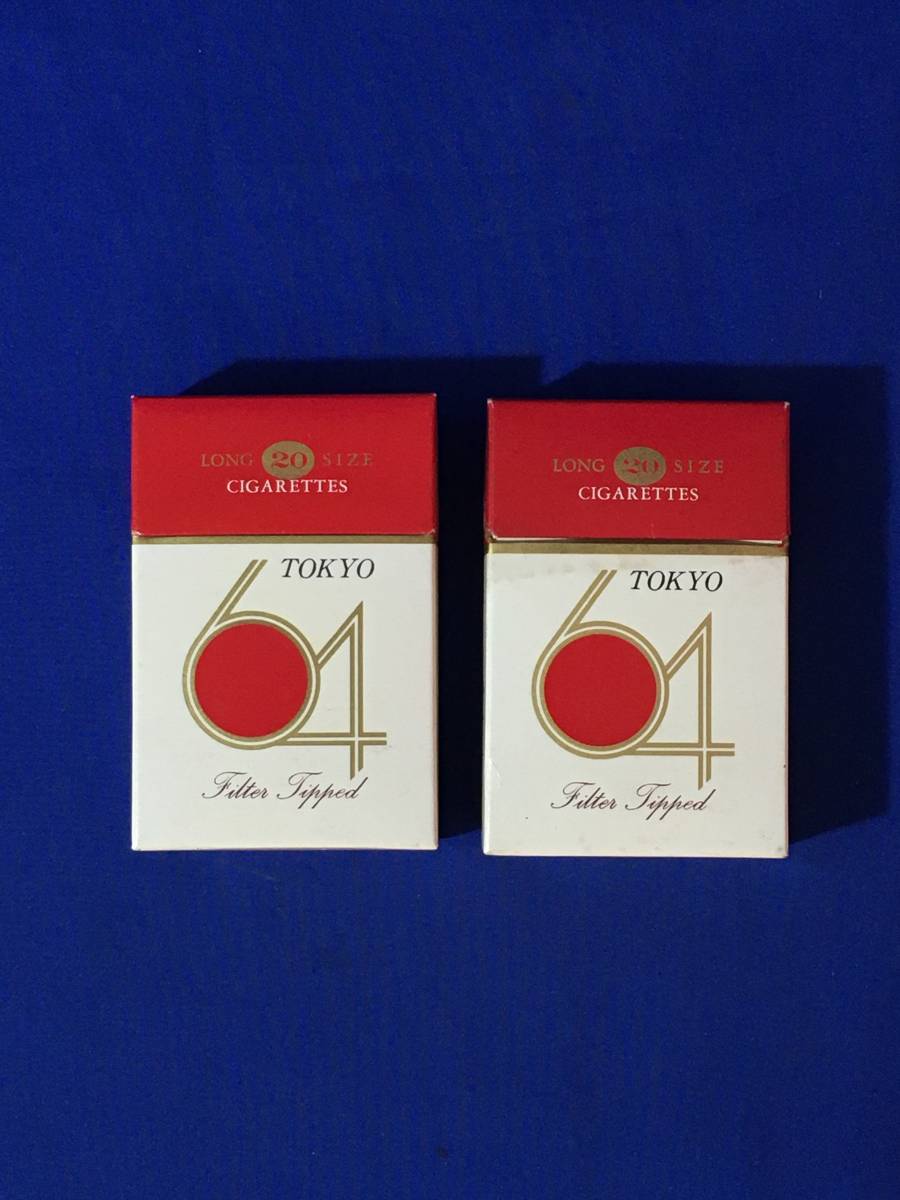 LONG 20 SIZE
CIGARETTES
TOKYO
64
Filter Tipped
LONG 20 SIZE
CIGARETTES
TOKYO
64
Filter Tipped